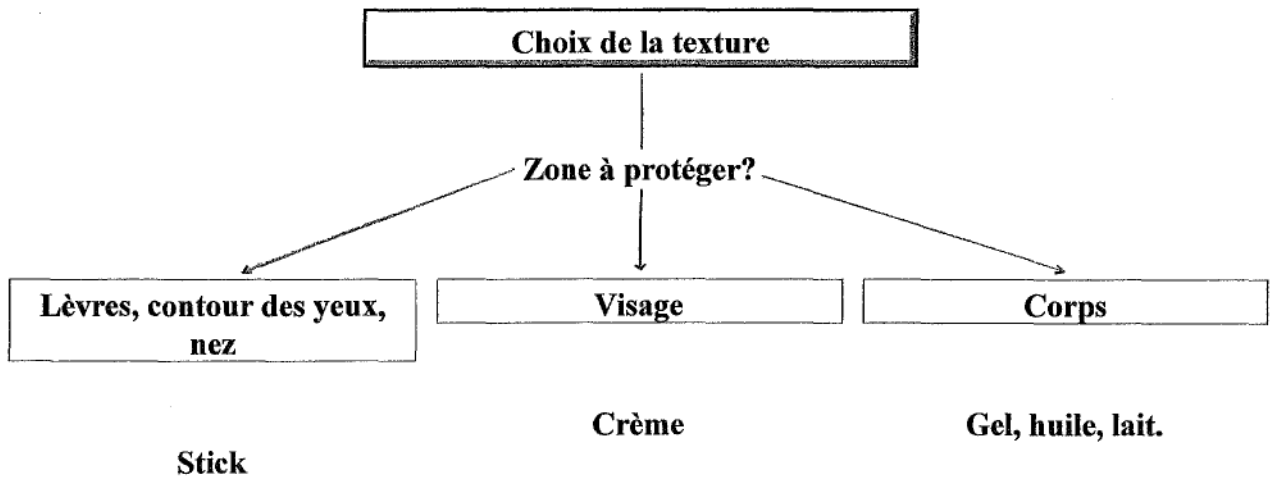 Choix de la texture
Zone à protéger?
Lèvres, contour des yeux,
nez
Visage
Corps
Crème
Gel, huile, lait.
Stick